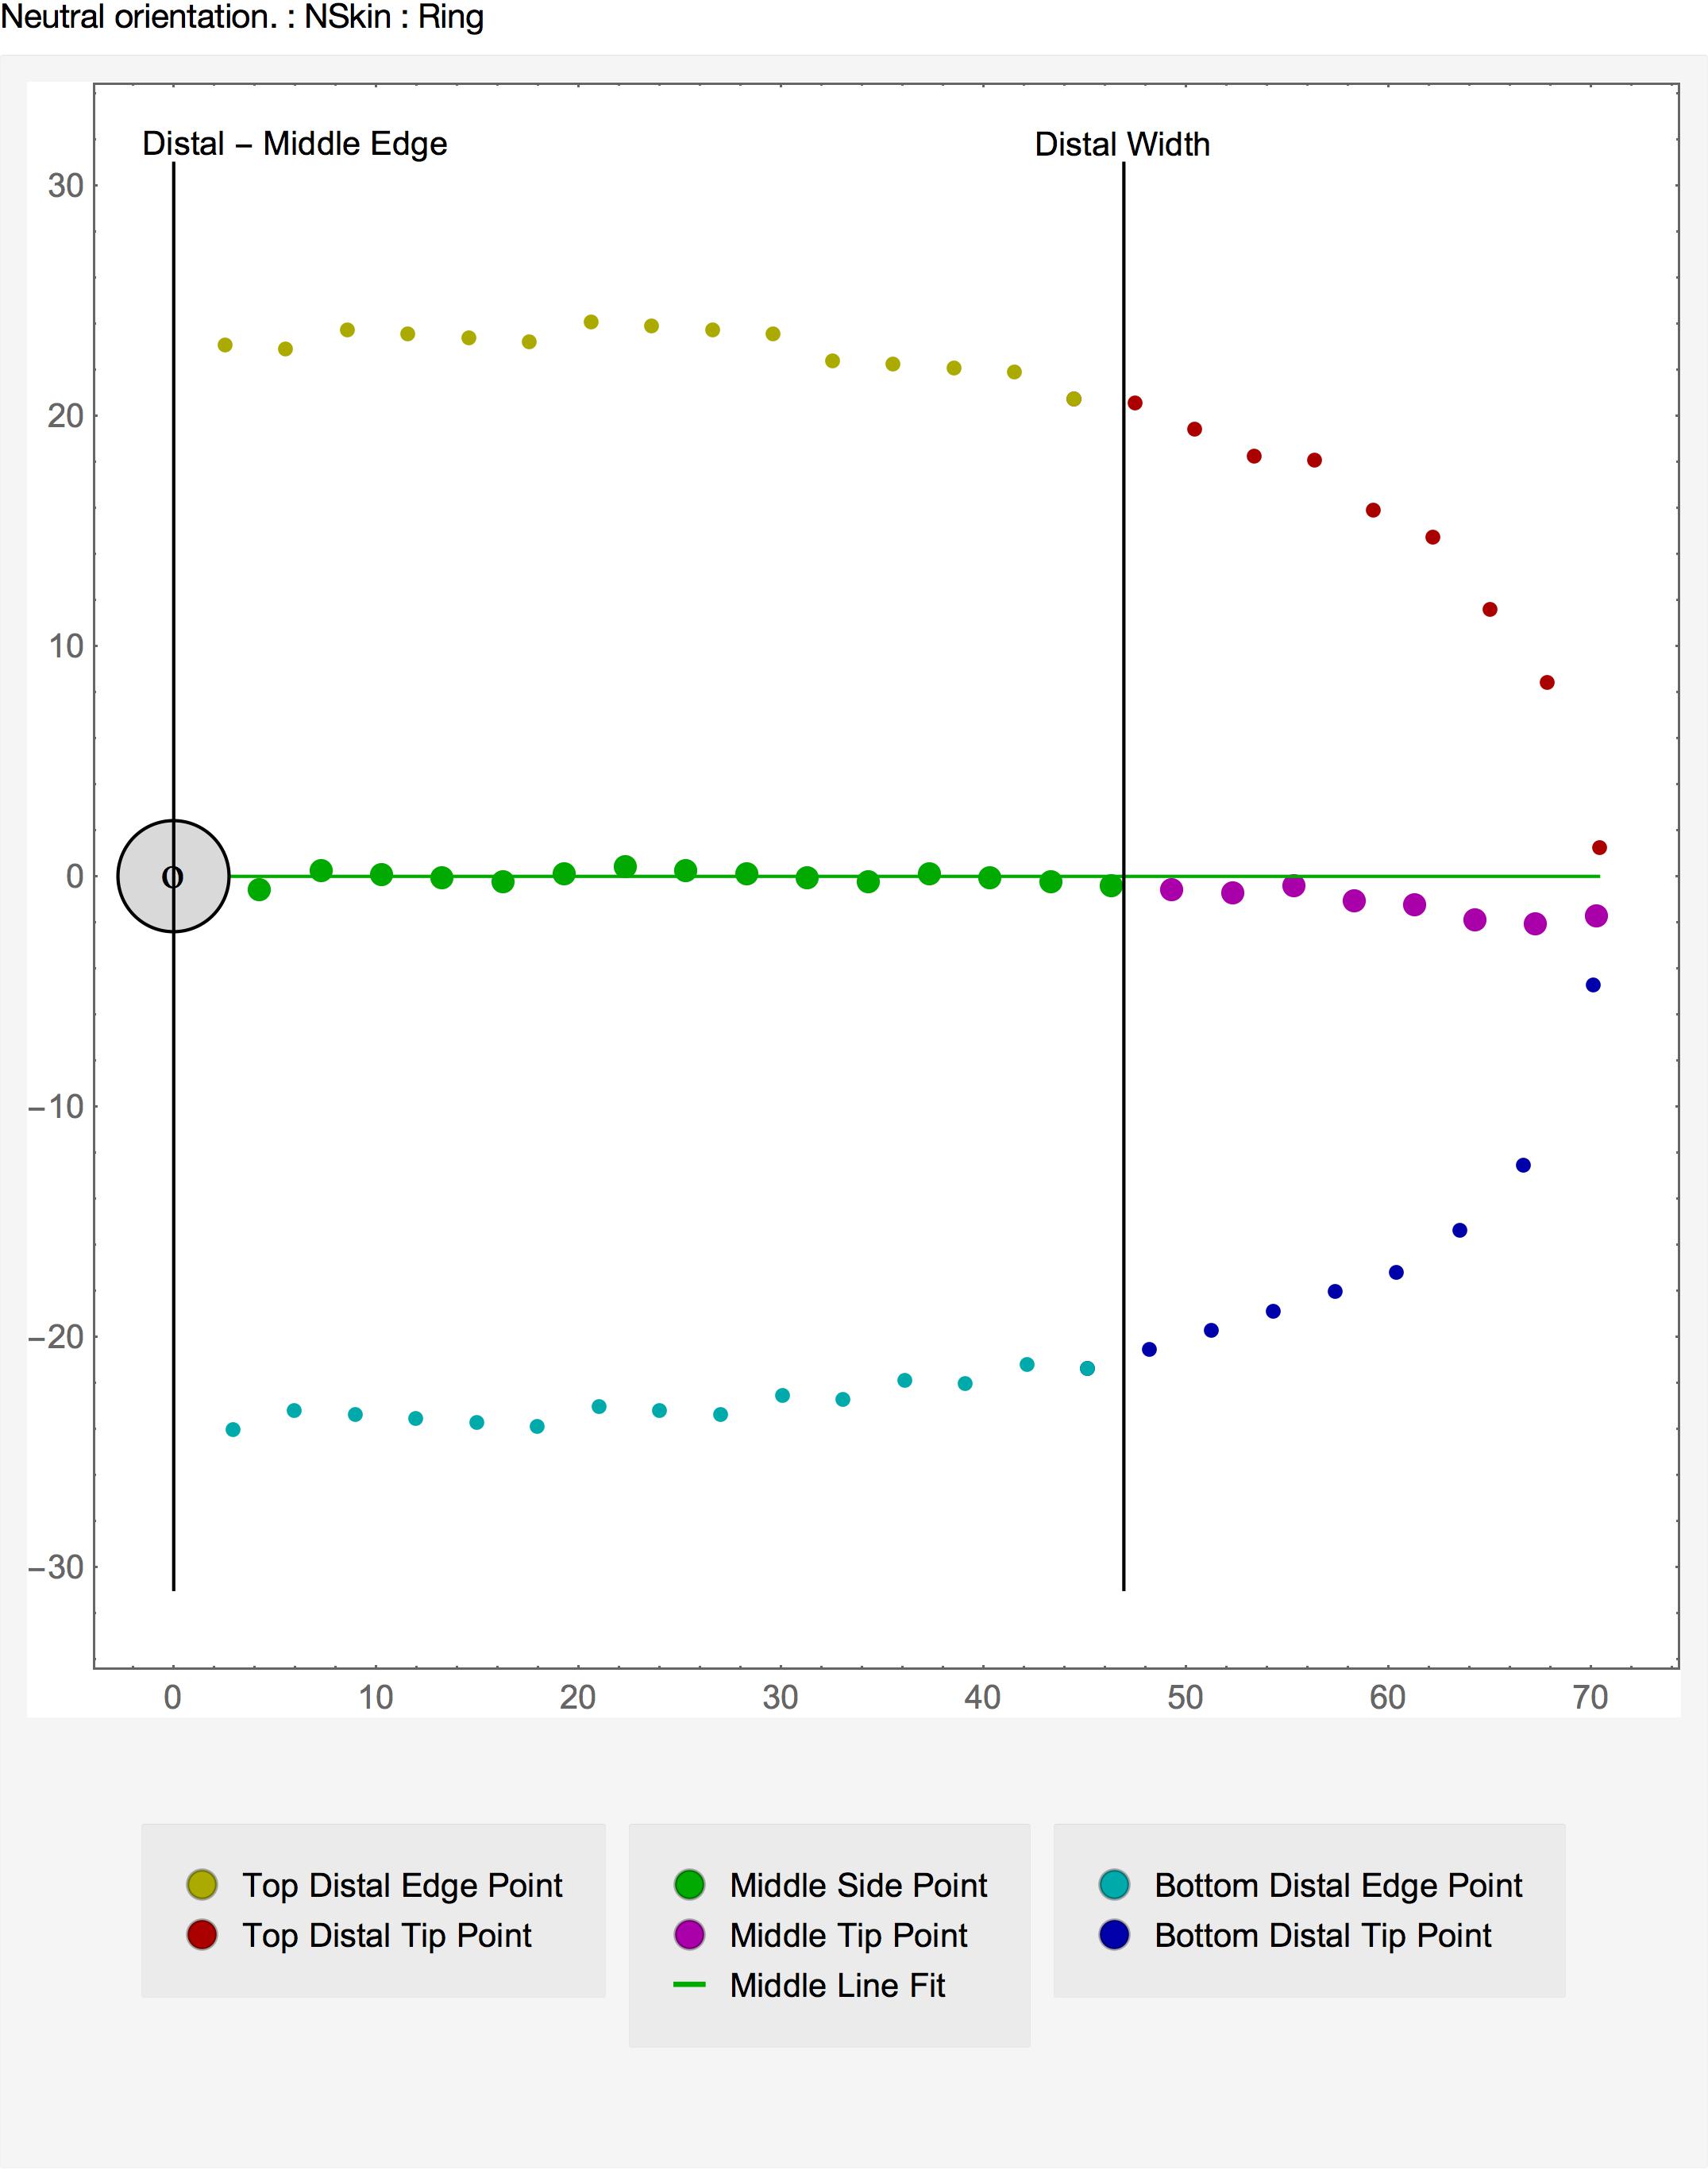 Neutral orientation. : NSkin : Ring
Distal – Middle Edge
Distal Width
30
20
10
0
−10
−20
−30
o
0 10 20 30 40 50 60 70
Top Distal Edge Point
Top Distal Tip Point
Middle Side Point
Middle Tip Point
Middle Line Fit
Bottom Distal Edge Point
Bottom Distal Tip Point